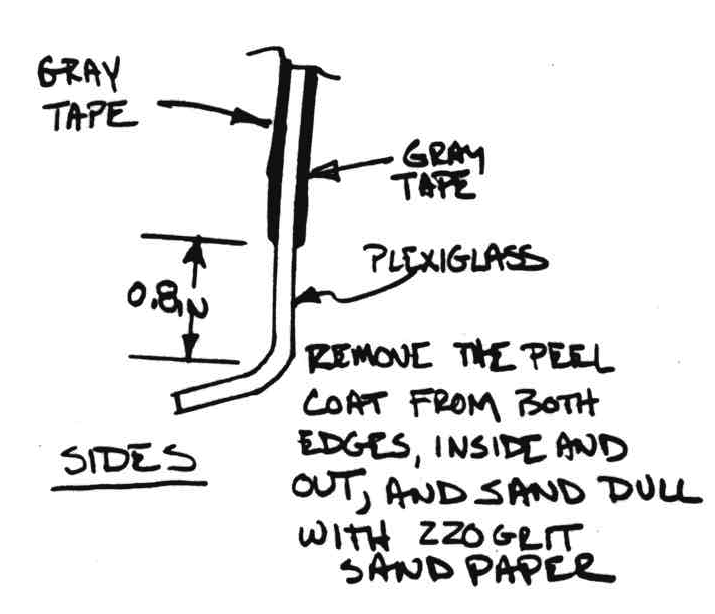 GRAY
TAPE
GRAY
TAPE
PLEXIGLASS
0.8 IN
REMOVE THE PEEL
COAT FROM BOTH
EDGES, INSIDE AND
OUT, AND SAND DULL
WITH 220 GRIT
SAND PAPER
SIDES